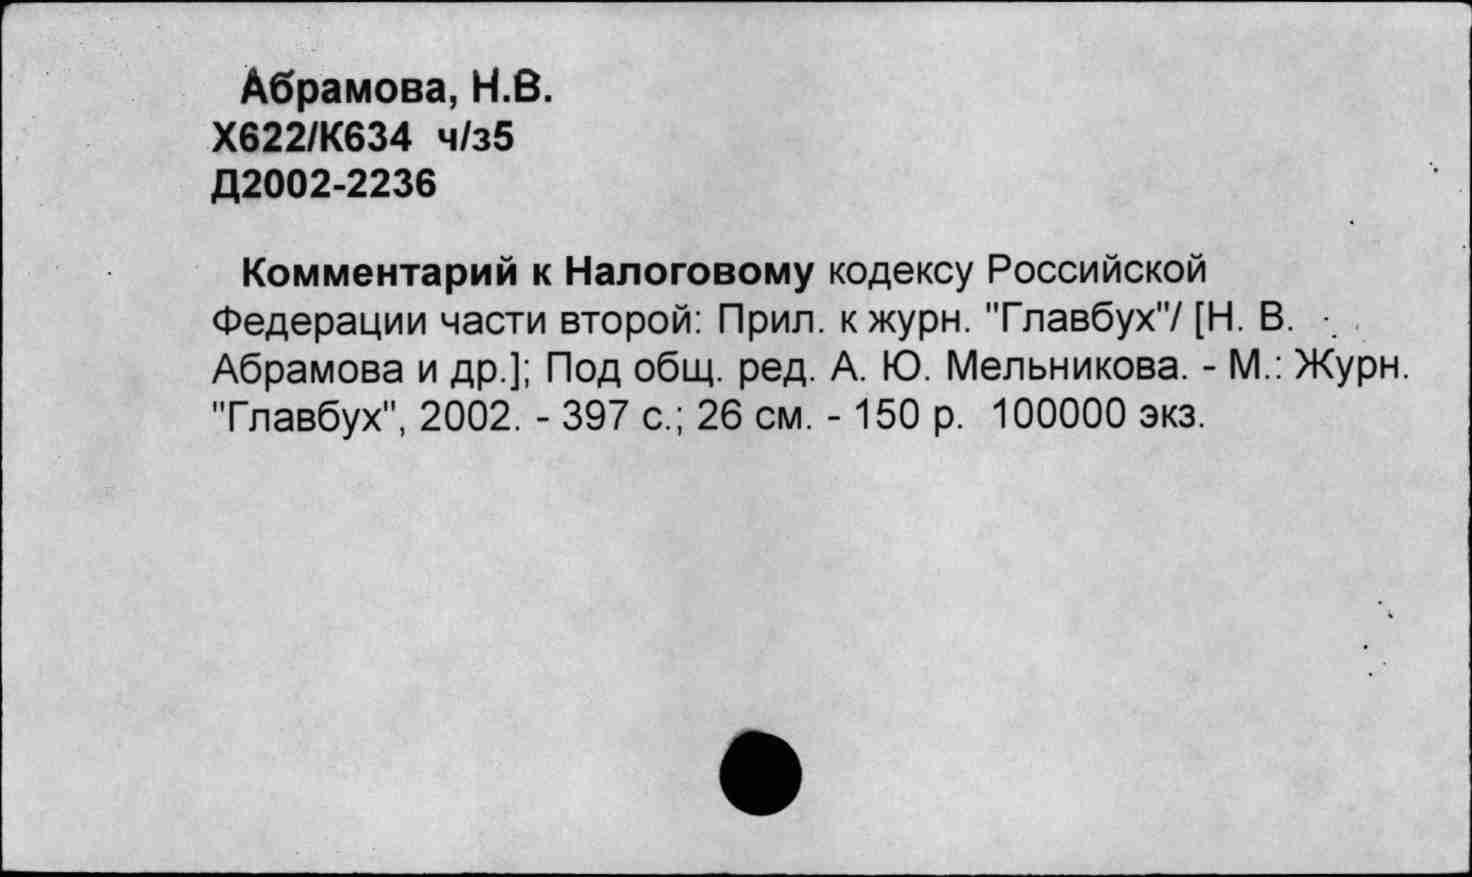 Абрамова, Н.В.
Х622/К634 ч/з5
Д2002-2236
Комментарий к Налоговому кодексу Российской
Федерации части второй: Прил. к журн. "Главбух"/ [Н. В.
Абрамова и др.]; Под общ. ред. А. Ю. Мельникова. - М.: Журн.
"Главбух", 2002. - 397 с.; 26 см. - 150 р. 100000 экз.